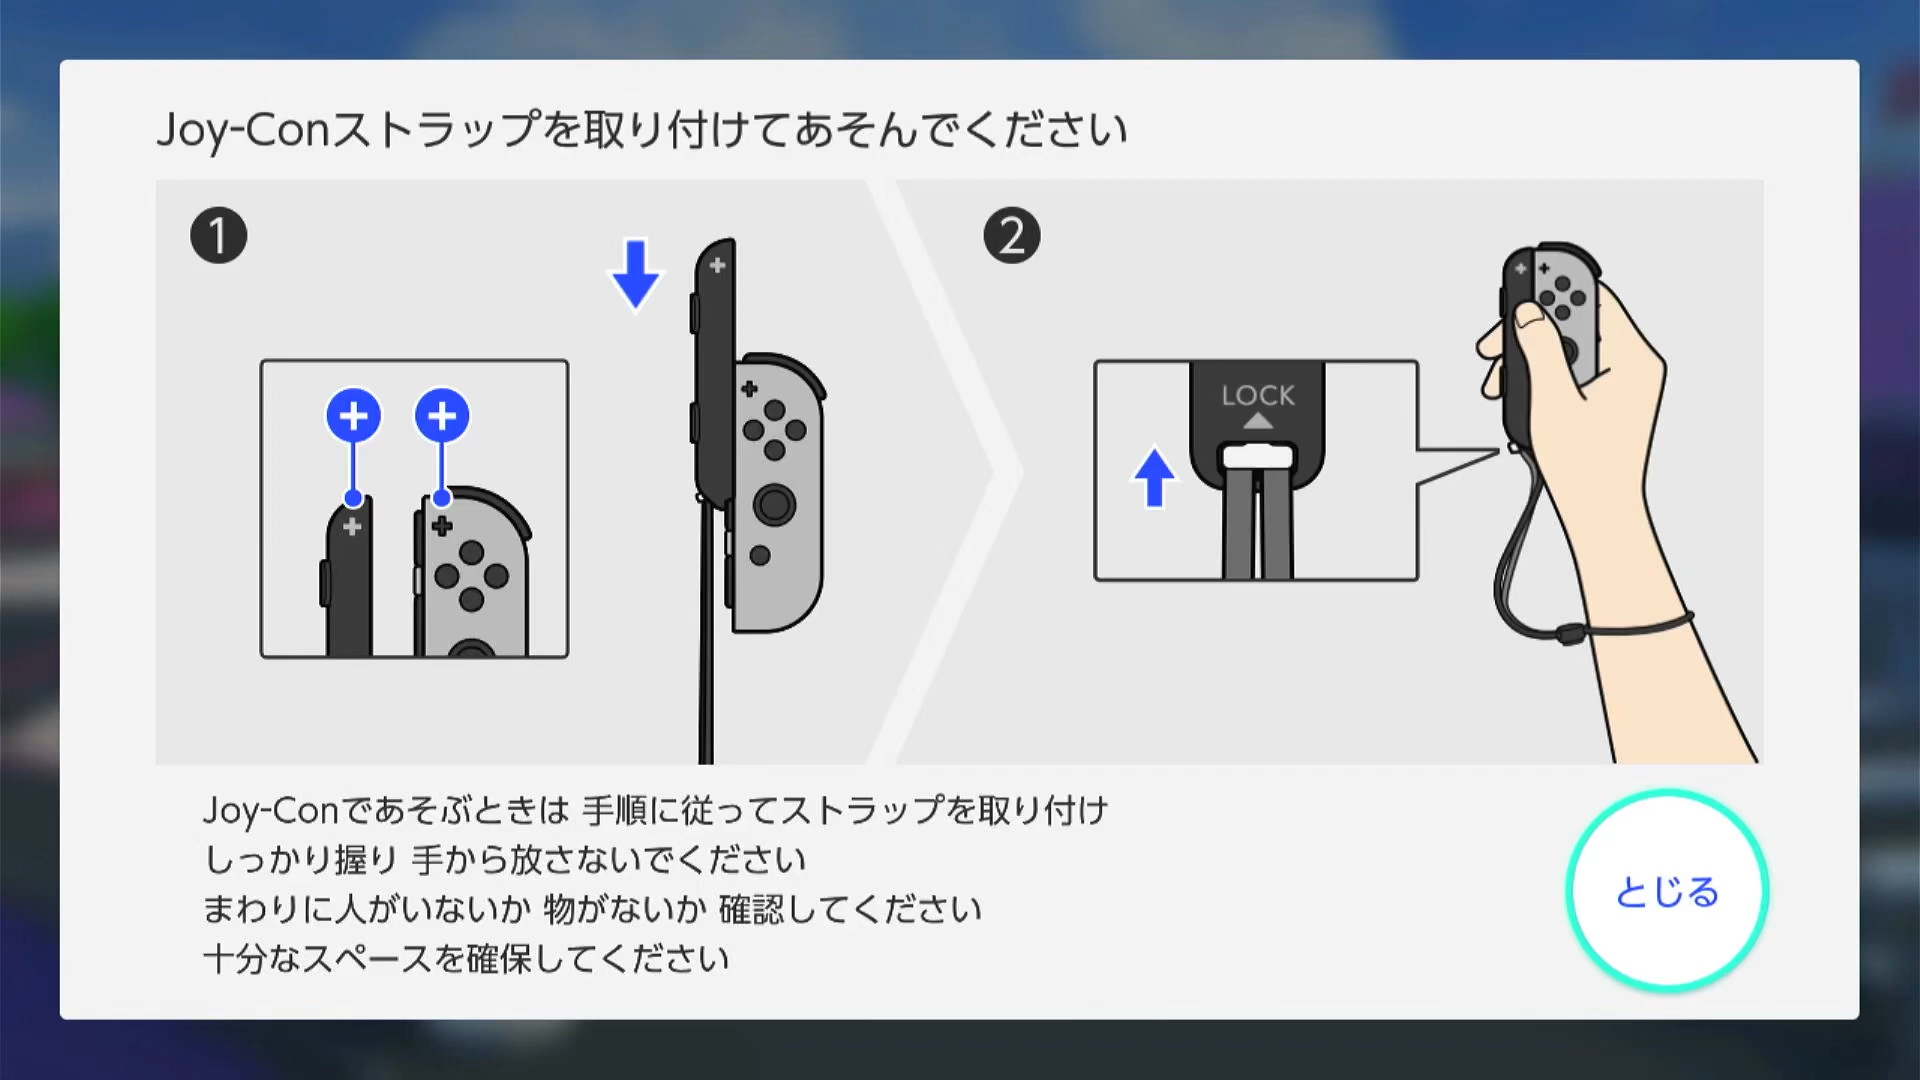 Joy-Conストラップを取り付けてあそんでください
1
2
LOCK
Joy-Conであそぶときは 手順に従ってストラップを取り付け
しっかり握り 手から放さないでください
まわりに人がいないか 物がないか 確認してください
十分なスペースを確保してください
とじる